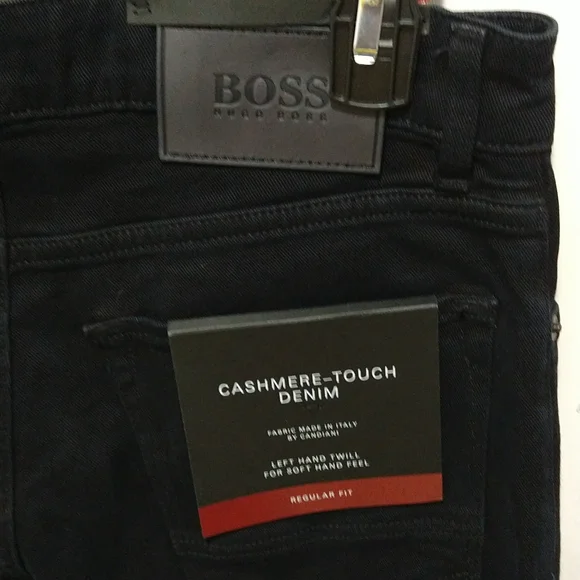 BOSS
HUGO BOSS
CASHMERE-TOUCH
DENIM
FABRIC MADE IN ITALY
BY CANDIANI
LEFT HAND TWILL
FOR SOFT HAND FEEL
REGULAR FIT